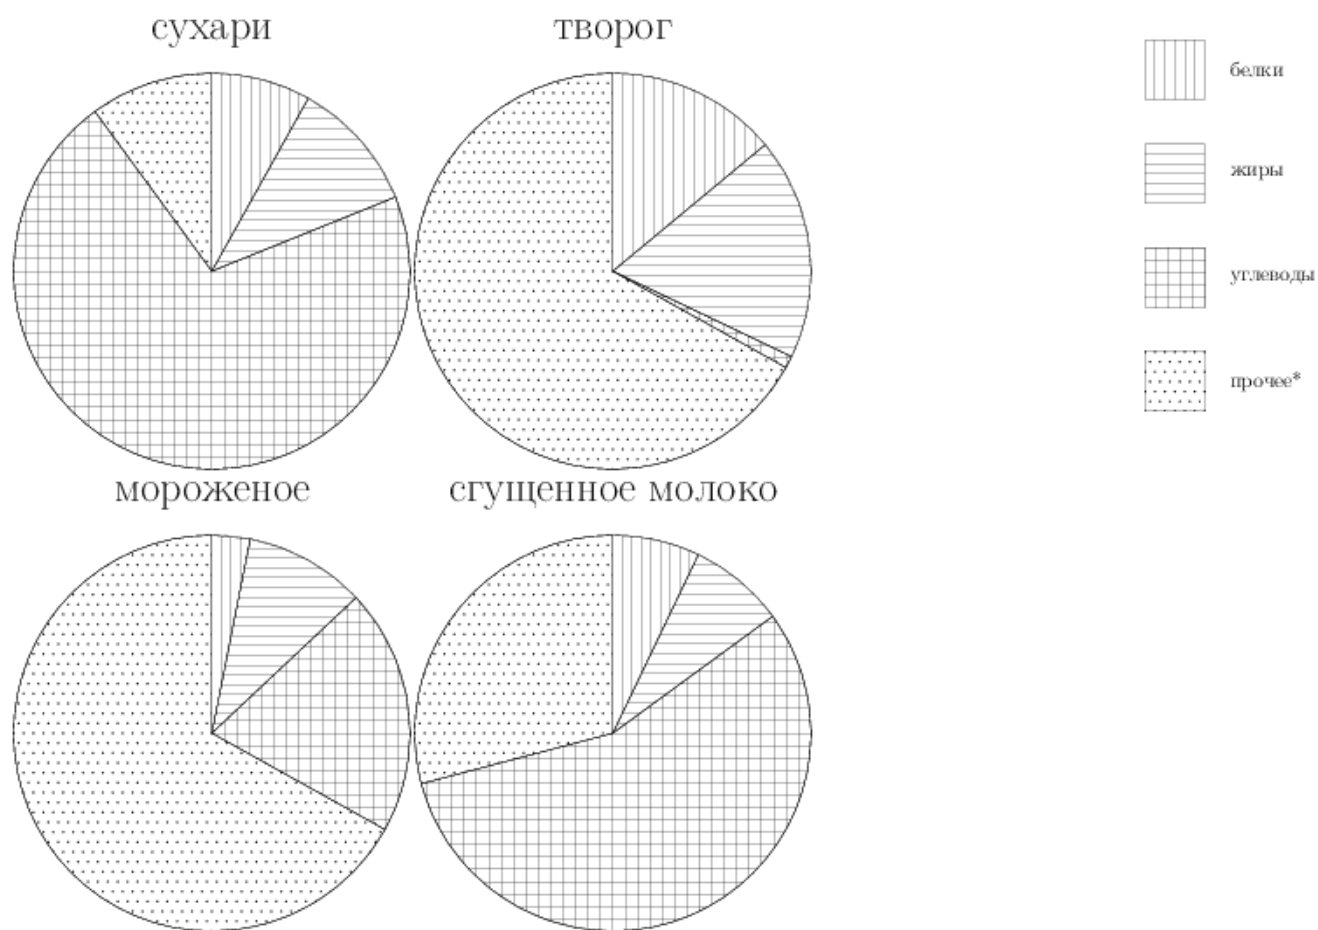 сухари
творог
мороженое
сгущенное молоко
белки
жиры
углеводы
прочее*